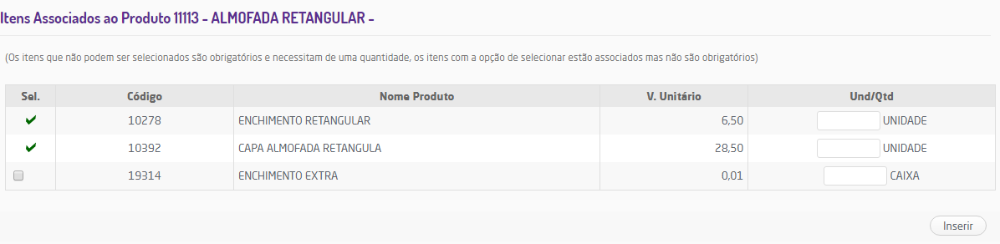 Itens Associados ao Produto 11113 - ALMOFADA RETANGULAR -
(Os itens que não podem ser selecionados são obrigatórios e necessitam de uma quantidade, os itens com a opção de selecionar estão associados mas não são obrigatórios)
Sel. Código Nome Produto V. Unitário Und/Qtd
10278 ENCHIMENTO RETANGULAR 6,50 UNIDADE
10392 CAPA ALMOFADA RETANGULA 28,50 UNIDADE
19314 ENCHIMENTO EXTRA 0,01 CAIXA
Inserir